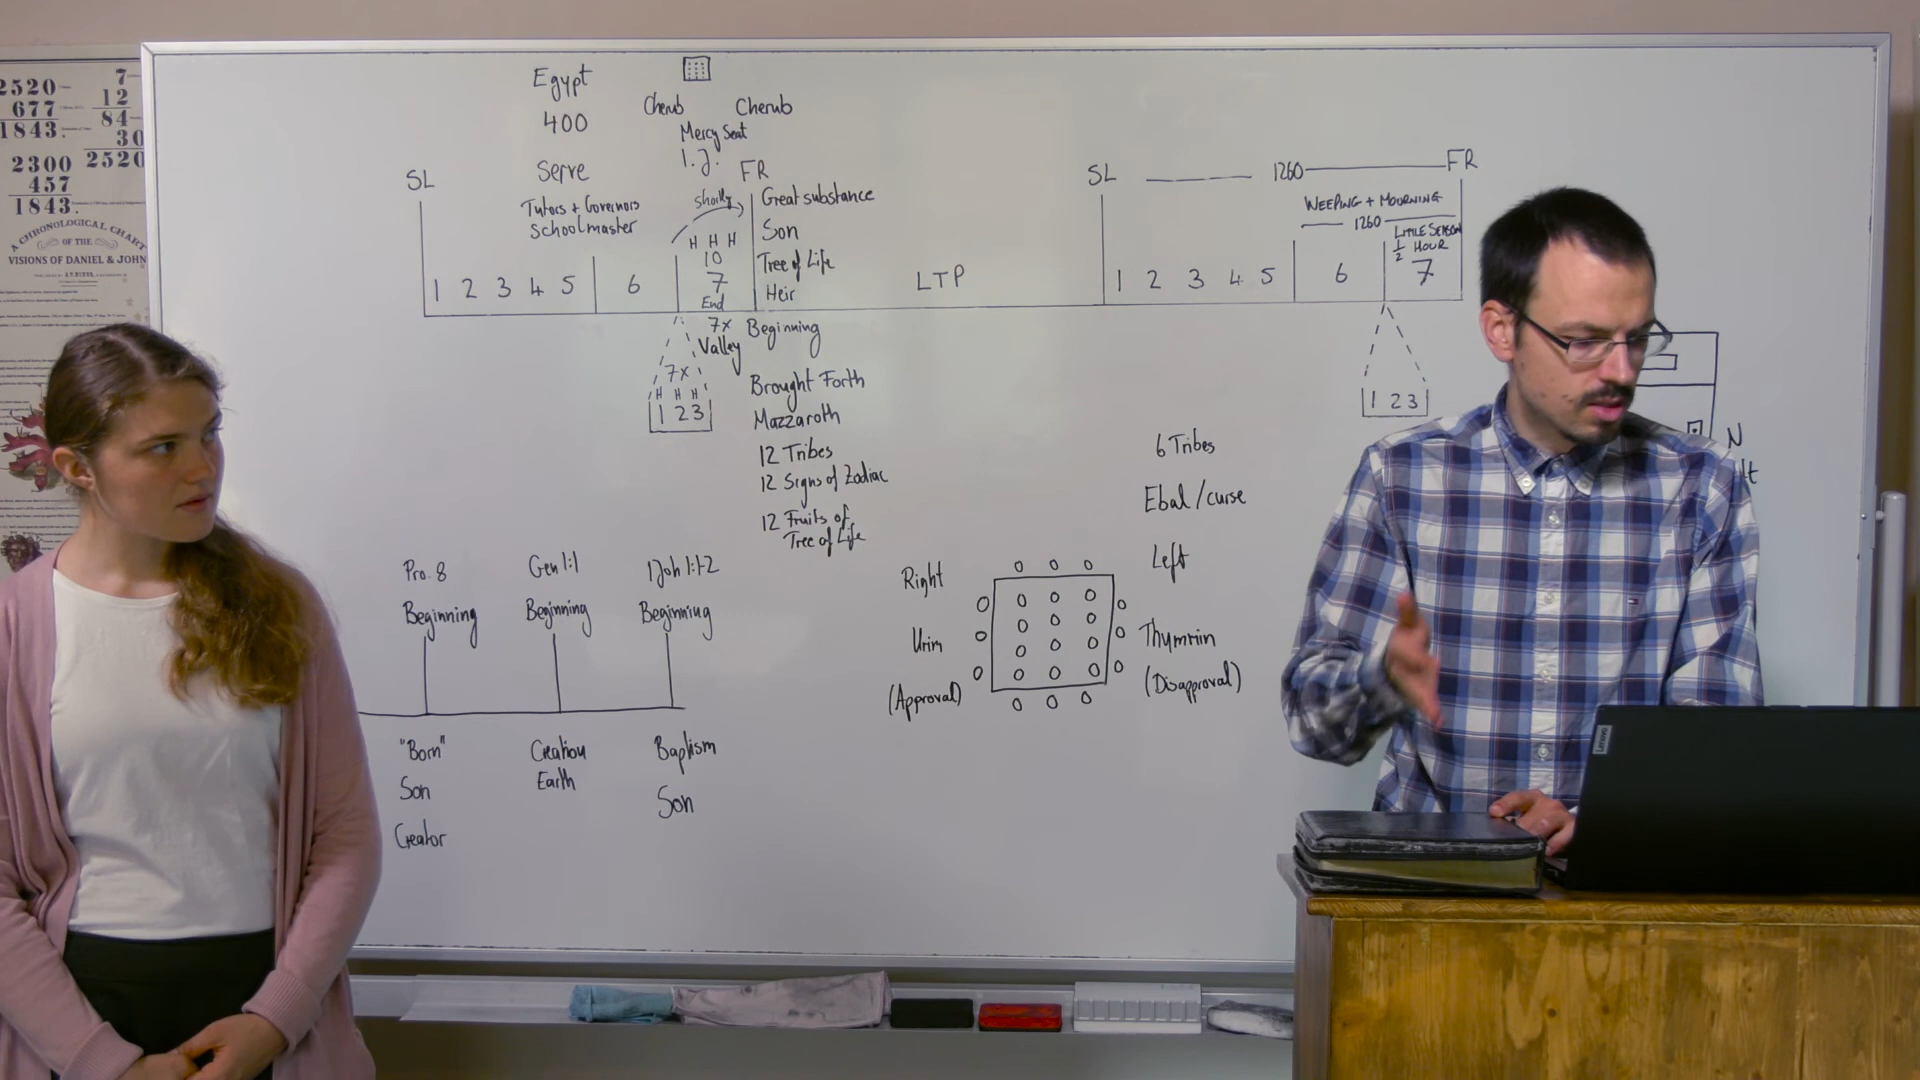 2520
677
1843.
2300
457
1843.
7
12
84
30
2520
A CHRONOLOGICAL CHART
OF THE
VISIONS OF DANIEL & JOHN
Egypt
400
Serve
Tutors + Governors
Schoolmaster
Cherub Cherub
Mercy Seat
I.J.
SL
FR
shortly
H H H
10
1 2 3 4 5 6 7
End
Great substance
Son
Tree of Life
Heir
LTP
7x Beginning
Valley
7x
H H H
1 2 3
Brought Forth
Mazzaroth
12 Tribes
12 Signs of Zodiac
12 Fruits of
Tree of Life
SL 1260 FR
WEEPING + MOURNING
1260
LITTLE SEASON
1/2 HOUR
1 2 3 4 5 6 7
1 2 3
N
6 Tribes
Ebal/curse
Left
Thummin
(Disapproval)
Right
Urim
(Approval)
Pro. 8 Gen 1:1 1Joh 1:1-2
Beginning Beginning Beginning
"Born"
Son
Creator
Creation
Earth
Baptism
Son
Lenovo